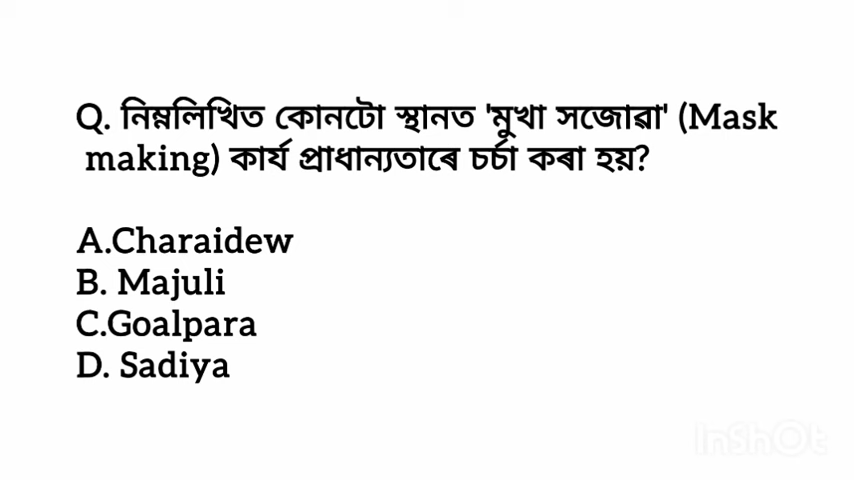 Q. নিম্নলিখিত কোনটো স্থানত 'মুখা সজোৱা' (Mask
making) কাৰ্য প্ৰাধান্যতাৰে চৰ্চা কৰা হয়?
A.Charaidew
B. Majuli
C.Goalpara
D. Sadiya
InShOt